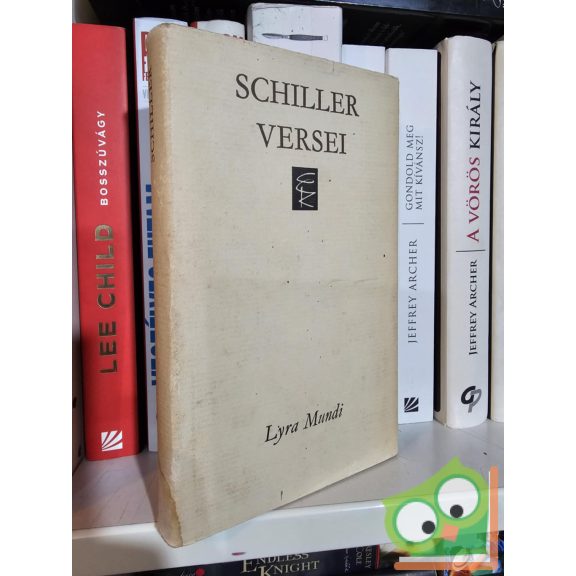 SCHILLER
VERSEI
Lyra Mundi
LEE CHILD
BOSSZÚVÁGY
JEFFREY ARCHER
GONDOLD MEG
MIT KÍVÁNSZ!
JEFFREY ARCHER
A VÖRÖS KIRÁLY
ENDLESS
KNIGHT